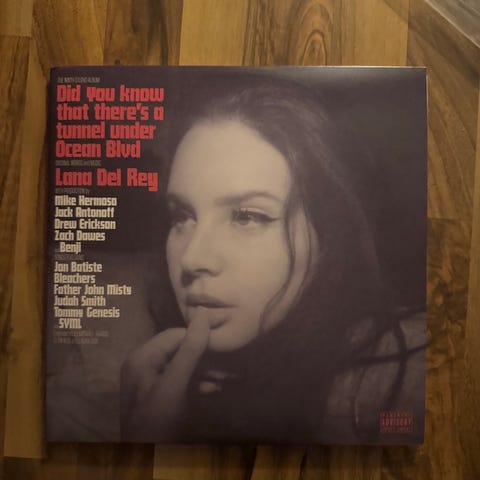 THE NINTH STUDIO ALBUM
Did you know
that there's a
tunnel under
Ocean Blvd
ORIGINAL WORDS and MUSIC
Lana Del Rey
WITH PRODUCTION by
Mike Hermosa
Jack Antonoff
Drew Erickson
Zach Dawes
Benji
Jon Batiste
Bleachers
Father John Misty
Judah Smith
Tommy Genesis
SYML
PARENTAL
ADVISORY
EXPLICIT CONTENT